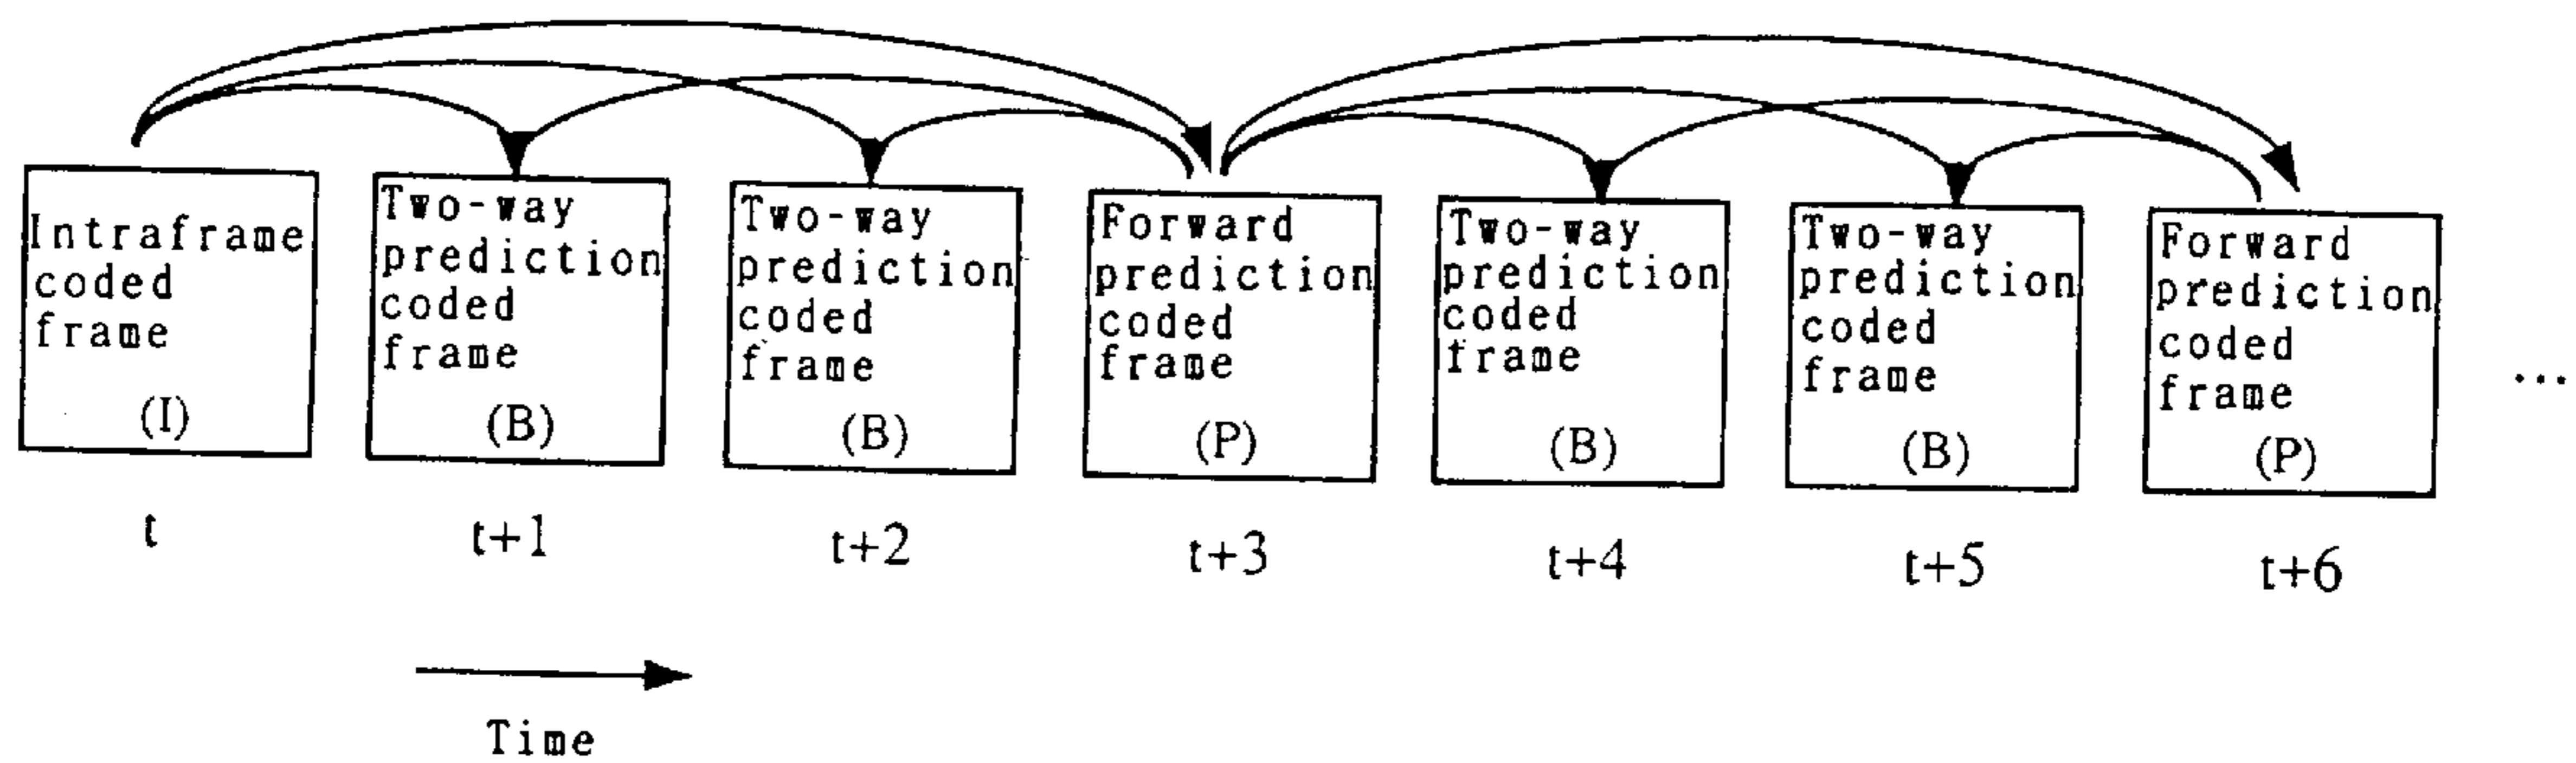 Intraframe
coded
frame
(I)
Two-way
prediction
coded
frame
(B)
Two-way
prediction
coded
frame
(B)
Forward
prediction
coded
frame
(P)
Two-way
prediction
coded
frame
(B)
Two-way
prediction
coded
frame
(B)
Forward
prediction
coded
frame
(P)
...
t
t+1
t+2
t+3
t+4
t+5
t+6
Time